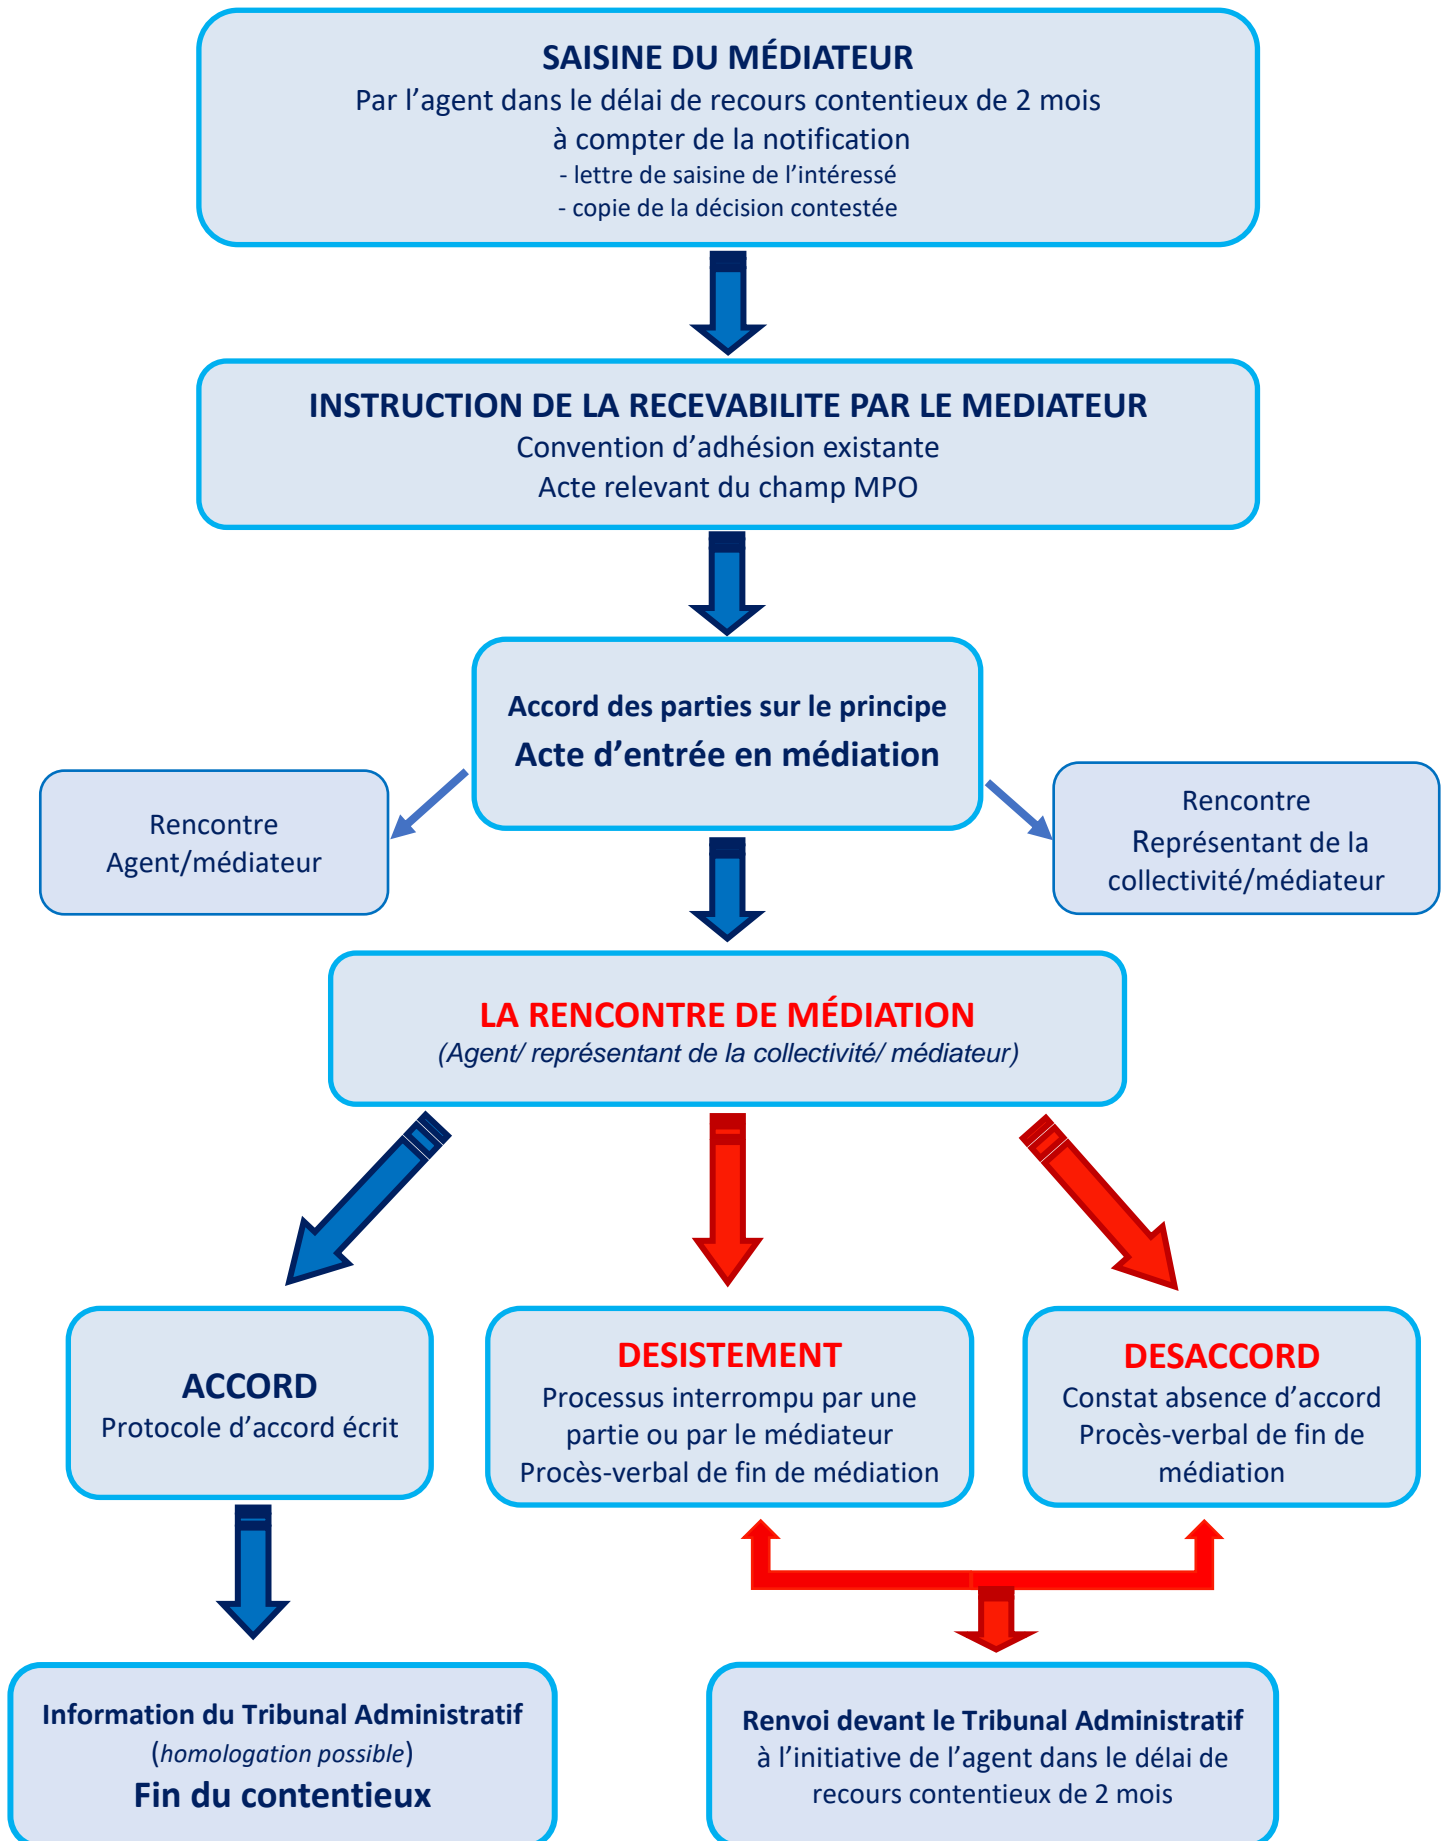 SAISINE DU MÉDIATEUR
Par l’agent dans le délai de recours contentieux de 2 mois
à compter de la notification
- lettre de saisine de l’intéressé
- copie de la décision contestée
INSTRUCTION DE LA RECEVABILITE PAR LE MEDIATEUR
Convention d’adhésion existante
Acte relevant du champ MPO
Accord des parties sur le principe
Acte d’entrée en médiation
Rencontre
Agent/médiateur
Rencontre
Représentant de la
collectivité/médiateur
LA RENCONTRE DE MÉDIATION
(Agent/ représentant de la collectivité/ médiateur)
ACCORD
Protocole d’accord écrit
DESISTEMENT
Processus interrompu par une
partie ou par le médiateur
Procès-verbal de fin de médiation
DESACCORD
Constat absence d’accord
Procès-verbal de fin de
médiation
Information du Tribunal Administratif
(homologation possible)
Fin du contentieux
Renvoi devant le Tribunal Administratif
à l’initiative de l’agent dans le délai de
recours contentieux de 2 mois